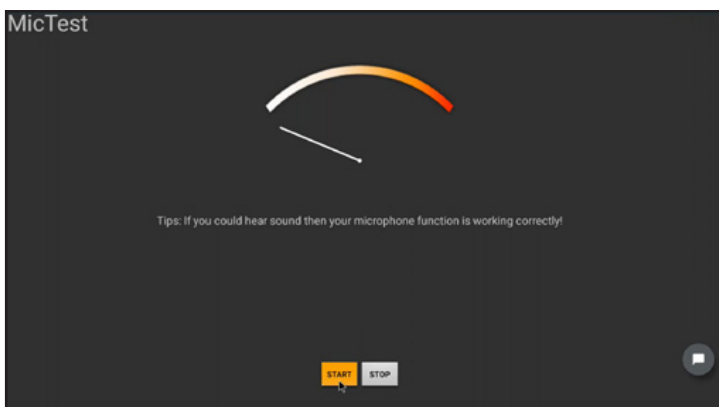 MicTest
Tips: If you could hear sound then your microphone function is working correctly!
START STOP